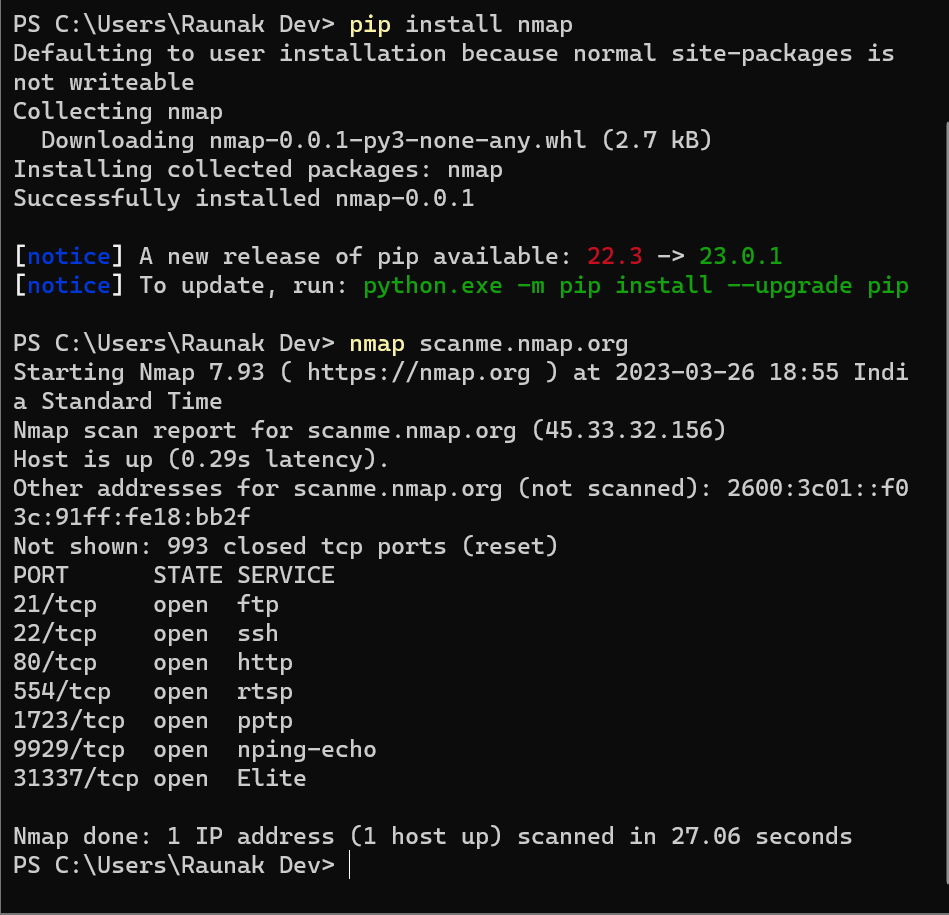 PS C:\Users\Raunak Dev> pip install nmap
Defaulting to user installation because normal site-packages is
not writeable
Collecting nmap
  Downloading nmap-0.0.1-py3-none-any.whl (2.7 kB)
Installing collected packages: nmap
Successfully installed nmap-0.0.1

[notice] A new release of pip available: 22.3 -> 23.0.1
[notice] To update, run: python.exe -m pip install --upgrade pip

PS C:\Users\Raunak Dev> nmap scanme.nmap.org
Starting Nmap 7.93 ( https://nmap.org ) at 2023-03-26 18:55 Indi
a Standard Time
Nmap scan report for scanme.nmap.org (45.33.32.156)
Host is up (0.29s latency).
Other addresses for scanme.nmap.org (not scanned): 2600:3c01::f0
3c:91ff:fe18:bb2f
Not shown: 993 closed tcp ports (reset)
PORT      STATE SERVICE
21/tcp    open  ftp
22/tcp    open  ssh
80/tcp    open  http
554/tcp   open  rtsp
1723/tcp  open  pptp
9929/tcp  open  nping-echo
31337/tcp open  Elite

Nmap done: 1 IP address (1 host up) scanned in 27.06 seconds
PS C:\Users\Raunak Dev>